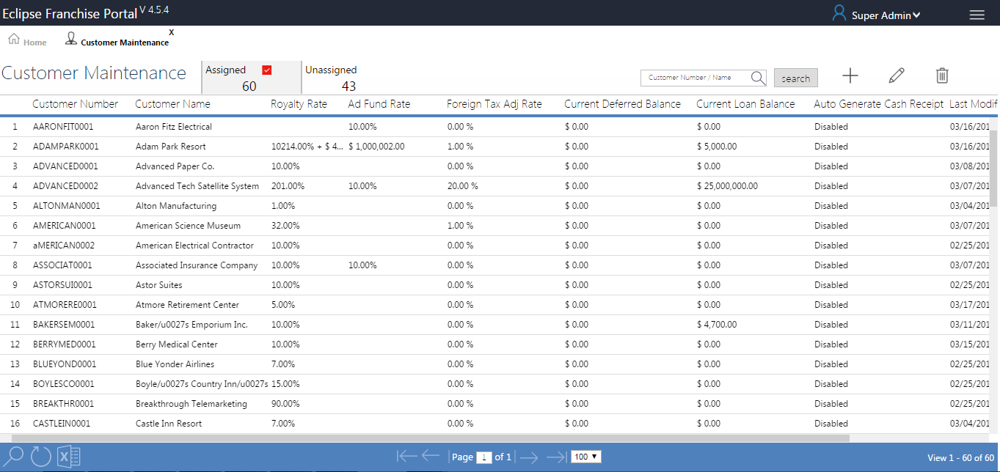 Eclipse Franchise Portal V 4.5.4 Super Admin
Home Customer Maintenance X
Customer Maintenance Assigned 60 Unassigned 43 Customer Number / Name search
Customer Number Customer Name Royalty Rate Ad Fund Rate Foreign Tax Adj Rate Current Deferred Balance Current Loan Balance Auto Generate Cash Receipt Last Modif
1 AARONFIT0001 Aaron Fitz Electrical 10.00% 0.00 % $ 0.00 $ 0.00 Disabled 03/16/201
2 ADAMPARK0001 Adam Park Resort 10214.00% + $ 4... $ 1,000,002.00 1.00 % $ 0.00 $ 5,000.00 Disabled 03/16/201
3 ADVANCED0001 Advanced Paper Co. 10.00% 0.00 % $ 0.00 $ 0.00 Disabled 03/08/201
4 ADVANCED0002 Advanced Tech Satellite System 201.00% 10.00% 20.00 % $ 0.00 $ 25,000,000.00 Disabled 03/07/201
5 ALTONMAN0001 Alton Manufacturing 1.00% 0.00 % $ 0.00 $ 0.00 Disabled 03/04/201
6 AMERICAN0001 American Science Museum 32.00% 1.00 % $ 0.00 $ 0.00 Disabled 03/07/201
7 aMERICAN0002 American Electrical Contractor 10.00% 0.00 % $ 0.00 $ 0.00 Disabled 02/25/201
8 ASSOCIAT0001 Associated Insurance Company 10.00% 10.00% 0.00 % $ 0.00 $ 0.00 Disabled 03/07/201
9 ASTORSUI0001 Astor Suites 10.00% 0.00 % $ 0.00 $ 0.00 Disabled 02/25/201
10 ATMORERE0001 Atmore Retirement Center 5.00% 0.00 % $ 0.00 $ 0.00 Disabled 03/17/201
11 BAKERSEM0001 Baker/u0027s Emporium Inc. 10.00% 0.00 % $ 0.00 $ 4,700.00 Disabled 03/11/201
12 BERRYMED0001 Berry Medical Center 10.00% 0.00 % $ 0.00 $ 0.00 Disabled 03/15/201
13 BLUEYOND0001 Blue Yonder Airlines 7.00% 0.00 % $ 0.00 $ 0.00 Disabled 02/25/201
14 BOYLESCO0001 Boyle/u0027s Country Inn/u0027s 15.00% 0.00 % $ 0.00 $ 0.00 Disabled 02/25/201
15 BREAKTHR0001 Breakthrough Telemarketing 90.00% 0.00 % $ 0.00 $ 0.00 Disabled 02/25/201
16 CASTLEIN0001 Castle Inn Resort 7.00% 0.00 % $ 0.00 $ 0.00 Disabled 03/04/201
Page 1 of 1 100 View 1 - 60 of 60